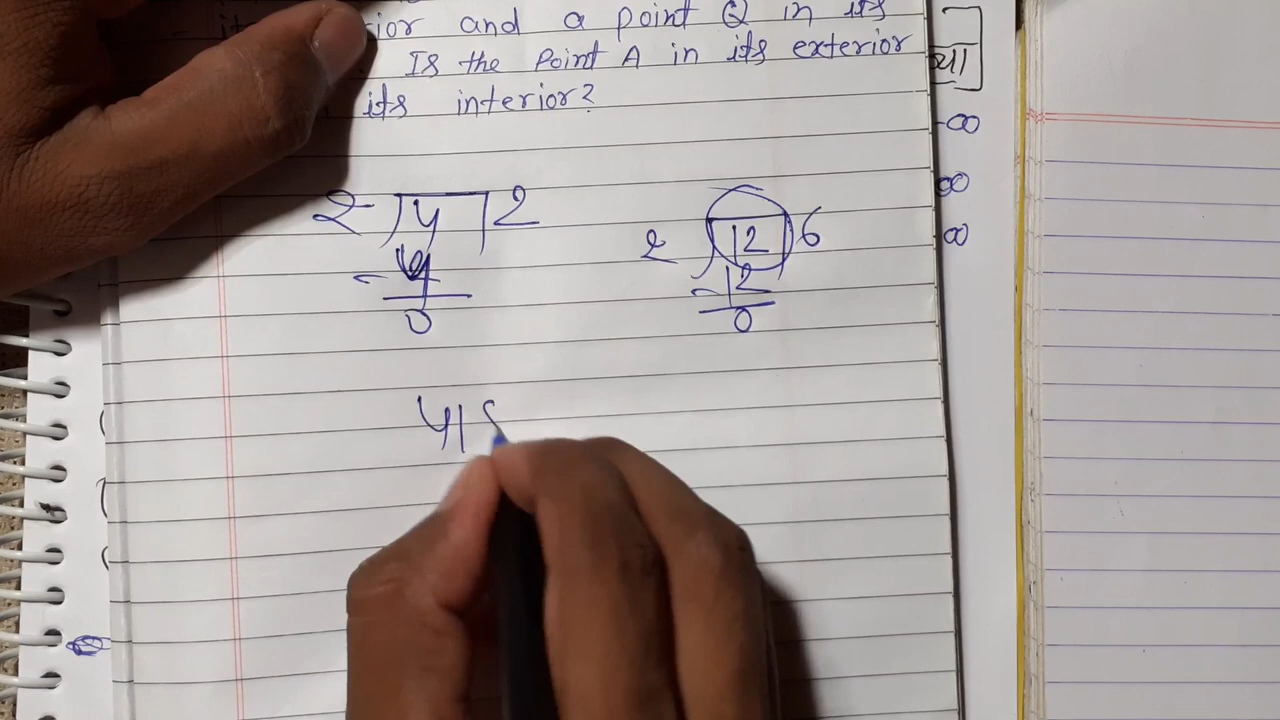 rior and a point Q in its
Is the point A in its exterior
its interior?
2 ) 4 ( 2
- 4
0
2 ) 12 ( 6
- 12
0
41